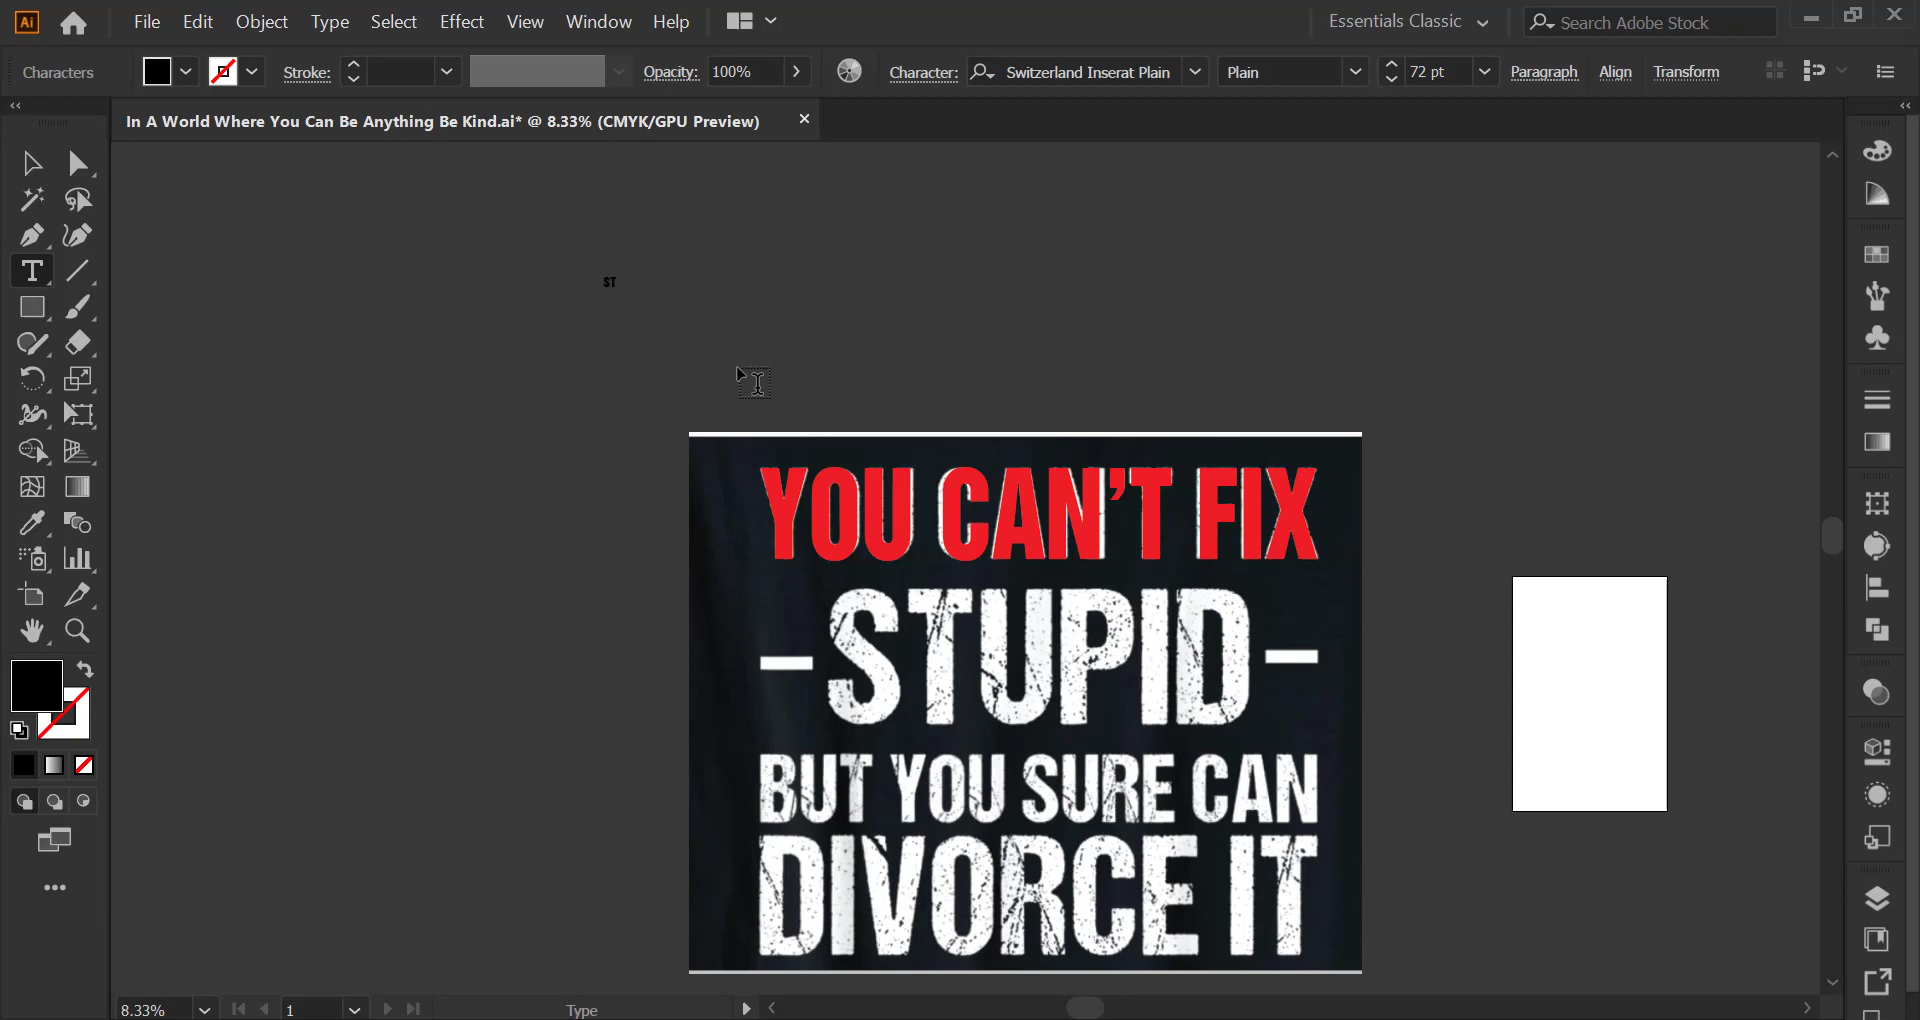 Ai File Edit Object Type Select Effect View Window Help Essentials Classic Search Adobe Stock
Characters Stroke: Opacity: 100% Character: Switzerland Inserat Plain Plain 72 pt Paragraph Align Transform
In A World Where You Can Be Anything Be Kind.ai* @ 8.33% (CMYK/GPU Preview)
ST
YOU CAN'T FIX
-STUPID-
BUT YOU SURE CAN
DIVORCE IT
8.33% 1 Type